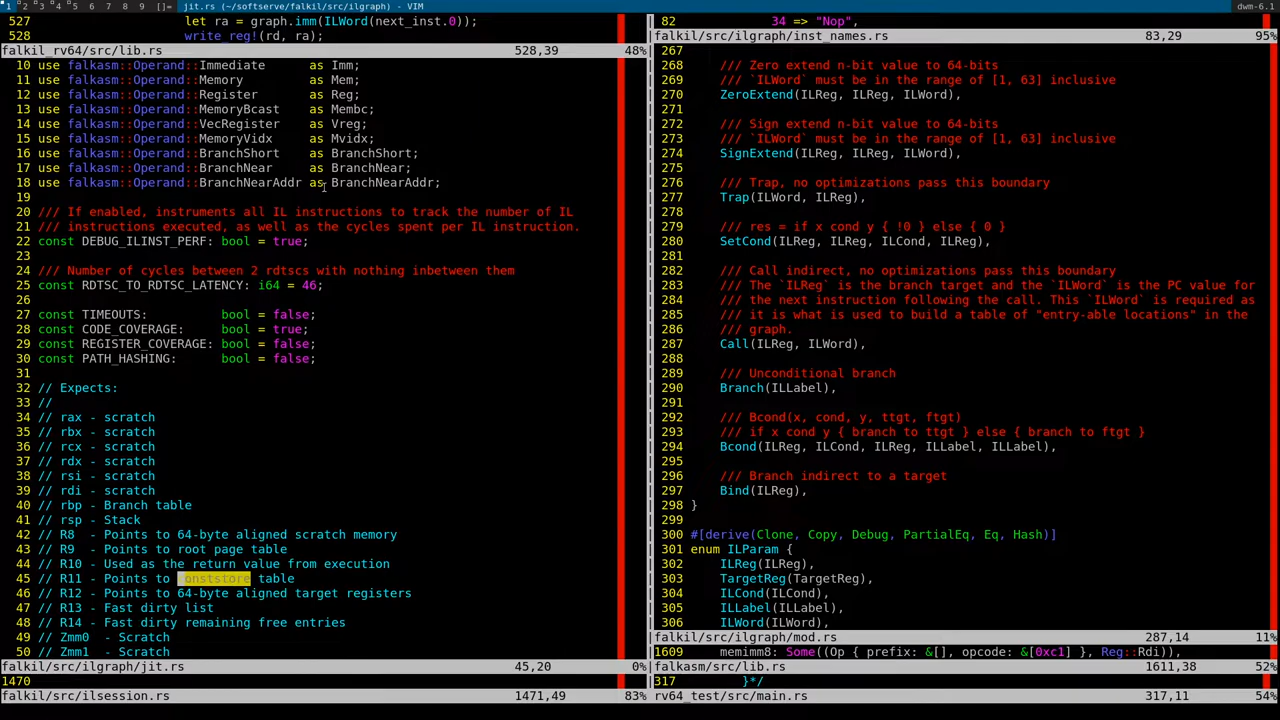 1 2 3 4 5 6 7 8 9 []= jit.rs (~/softserve/falkil/src/ilgraph) - VIM dwm-6.1
527 let ra = graph.imm(ILWord(next_inst.0));
528 write_reg!(rd, ra);
falkil_rv64/src/lib.rs 528,39 48%
10 use falkasm::Operand::Immediate as Imm;
11 use falkasm::Operand::Memory as Mem;
12 use falkasm::Operand::Register as Reg;
13 use falkasm::Operand::MemoryBcast as Membc;
14 use falkasm::Operand::VecRegister as Vreg;
15 use falkasm::Operand::MemoryVidx as Mvidx;
16 use falkasm::Operand::BranchShort as BranchShort;
17 use falkasm::Operand::BranchNear as BranchNear;
18 use falkasm::Operand::BranchNearAddr as BranchNearAddr;
19
20 /// If enabled, instruments all IL instructions to track the number of IL
21 /// instructions executed, as well as the cycles spent per IL instruction.
22 const DEBUG_ILINST_PERF: bool = true;
23
24 /// Number of cycles between 2 rdtscs with nothing inbetween them
25 const RDTSC_TO_RDTSC_LATENCY: i64 = 46;
26
27 const TIMEOUTS: bool = false;
28 const CODE_COVERAGE: bool = true;
29 const REGISTER_COVERAGE: bool = false;
30 const PATH_HASHING: bool = false;
31
32 // Expects:
33 //
34 // rax - scratch
35 // rbx - scratch
36 // rcx - scratch
37 // rdx - scratch
38 // rsi - scratch
39 // rdi - scratch
40 // rbp - Branch table
41 // rsp - Stack
42 // R8 - Points to 64-byte aligned scratch memory
43 // R9 - Points to root page table
44 // R10 - Used as the return value from execution
45 // R11 - Points to conststore table
46 // R12 - Points to 64-byte aligned target registers
47 // R13 - Fast dirty list
48 // R14 - Fast dirty remaining free entries
49 // Zmm0 - Scratch
50 // Zmm1 - Scratch
falkil/src/ilgraph/jit.rs 45,20 0%
1470
falkil/src/ilsession.rs 1471,49 83%
82 34 => "Nop",
falkil/src/ilgraph/inst_names.rs 83,29 95%
267
268 /// Zero extend n-bit value to 64-bits
269 /// `ILWord` must be in the range of [1, 63] inclusive
270 ZeroExtend(ILReg, ILReg, ILWord),
271
272 /// Sign extend n-bit value to 64-bits
273 /// `ILWord` must be in the range of [1, 63] inclusive
274 SignExtend(ILReg, ILReg, ILWord),
275
276 /// Trap, no optimizations pass this boundary
277 Trap(ILWord, ILReg),
278
279 /// res = if x cond y { !0 } else { 0 }
280 SetCond(ILReg, ILReg, ILCond, ILReg),
281
282 /// Call indirect, no optimizations pass this boundary
283 /// The `ILReg` is the branch target and the `ILWord` is the PC value for
284 /// the next instruction following the call. This `ILWord` is required as
285 /// it is what is used to build a table of "entry-able locations" in the
286 /// graph.
287 Call(ILReg, ILWord),
288
289 /// Unconditional branch
290 Branch(ILLabel),
291
292 /// Bcond(x, cond, y, ttgt, ftgt)
293 /// if x cond y { branch to ttgt } else { branch to ftgt }
294 Bcond(ILReg, ILCond, ILReg, ILLabel, ILLabel),
295
296 /// Branch indirect to a target
297 Bind(ILReg),
298 }
299
300 #[derive(Clone, Copy, Debug, PartialEq, Eq, Hash)]
301 enum ILParam {
302 ILReg(ILReg),
303 TargetReg(TargetReg),
304 ILCond(ILCond),
305 ILLabel(ILLabel),
306 ILWord(ILWord),
falkil/src/ilgraph/mod.rs 287,14 11%
1609 memimm8: Some((Op { prefix: &[], opcode: &[0xc1] }, Reg::Rdi)),
falkasm/src/lib.rs 1611,38 52%
317 }*/
rv64_test/src/main.rs 317,11 54%